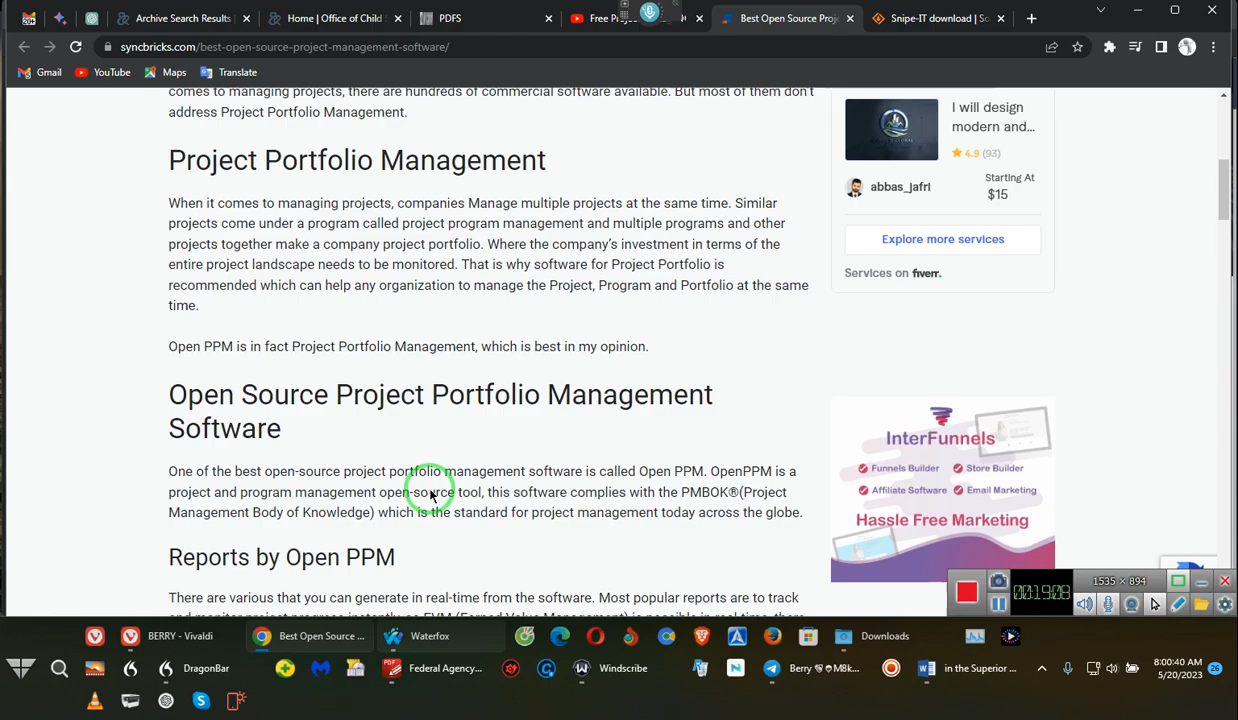 Archive Search Results
Home | Office of Child
PDFS
Free Pr
Best Open Source Proj
Snipe-IT download | So
syncbricks.com/best-open-source-project-management-software/
Gmail
YouTube
Maps
Translate
comes to managing projects, there are hundreds of commercial software available. But most of them don't
address Project Portfolio Management.
Project Portfolio Management
When it comes to managing projects, companies Manage multiple projects at the same time. Similar
projects come under a program called project program management and multiple programs and other
projects together make a company project portfolio. Where the company's investment in terms of the
entire project landscape needs to be monitored. That is why software for Project Portfolio is
recommended which can help any organization to manage the Project, Program and Portfolio at the same
time.
Open PPM is in fact Project Portfolio Management, which is best in my opinion.
Open Source Project Portfolio Management
Software
One of the best open-source project portfolio management software is called Open PPM. OpenPPM is a
project and program management open-source tool, this software complies with the PMBOK®(Project
Management Body of Knowledge) which is the standard for project management today across the globe.
Reports by Open PPM
There are various that you can generate in real-time from the software. Most popular reports are to track
I will design
modern and...
4.9 (93)
abbas_jafri
Starting At
$15
Explore more services
Services on fiverr.
InterFunnels
Funnels Builder
Store Builder
Affiliate Software
Email Marketing
Hassle Free Marketing
1535 × 894
00:19:08
BERRY - Vivaldi
Best Open Source ...
Waterfox
Downloads
DragonBar
Federal Agency...
Windscribe
Berry
M8k...
in the Superior ...
8:00:40 AM
5/20/2023
26